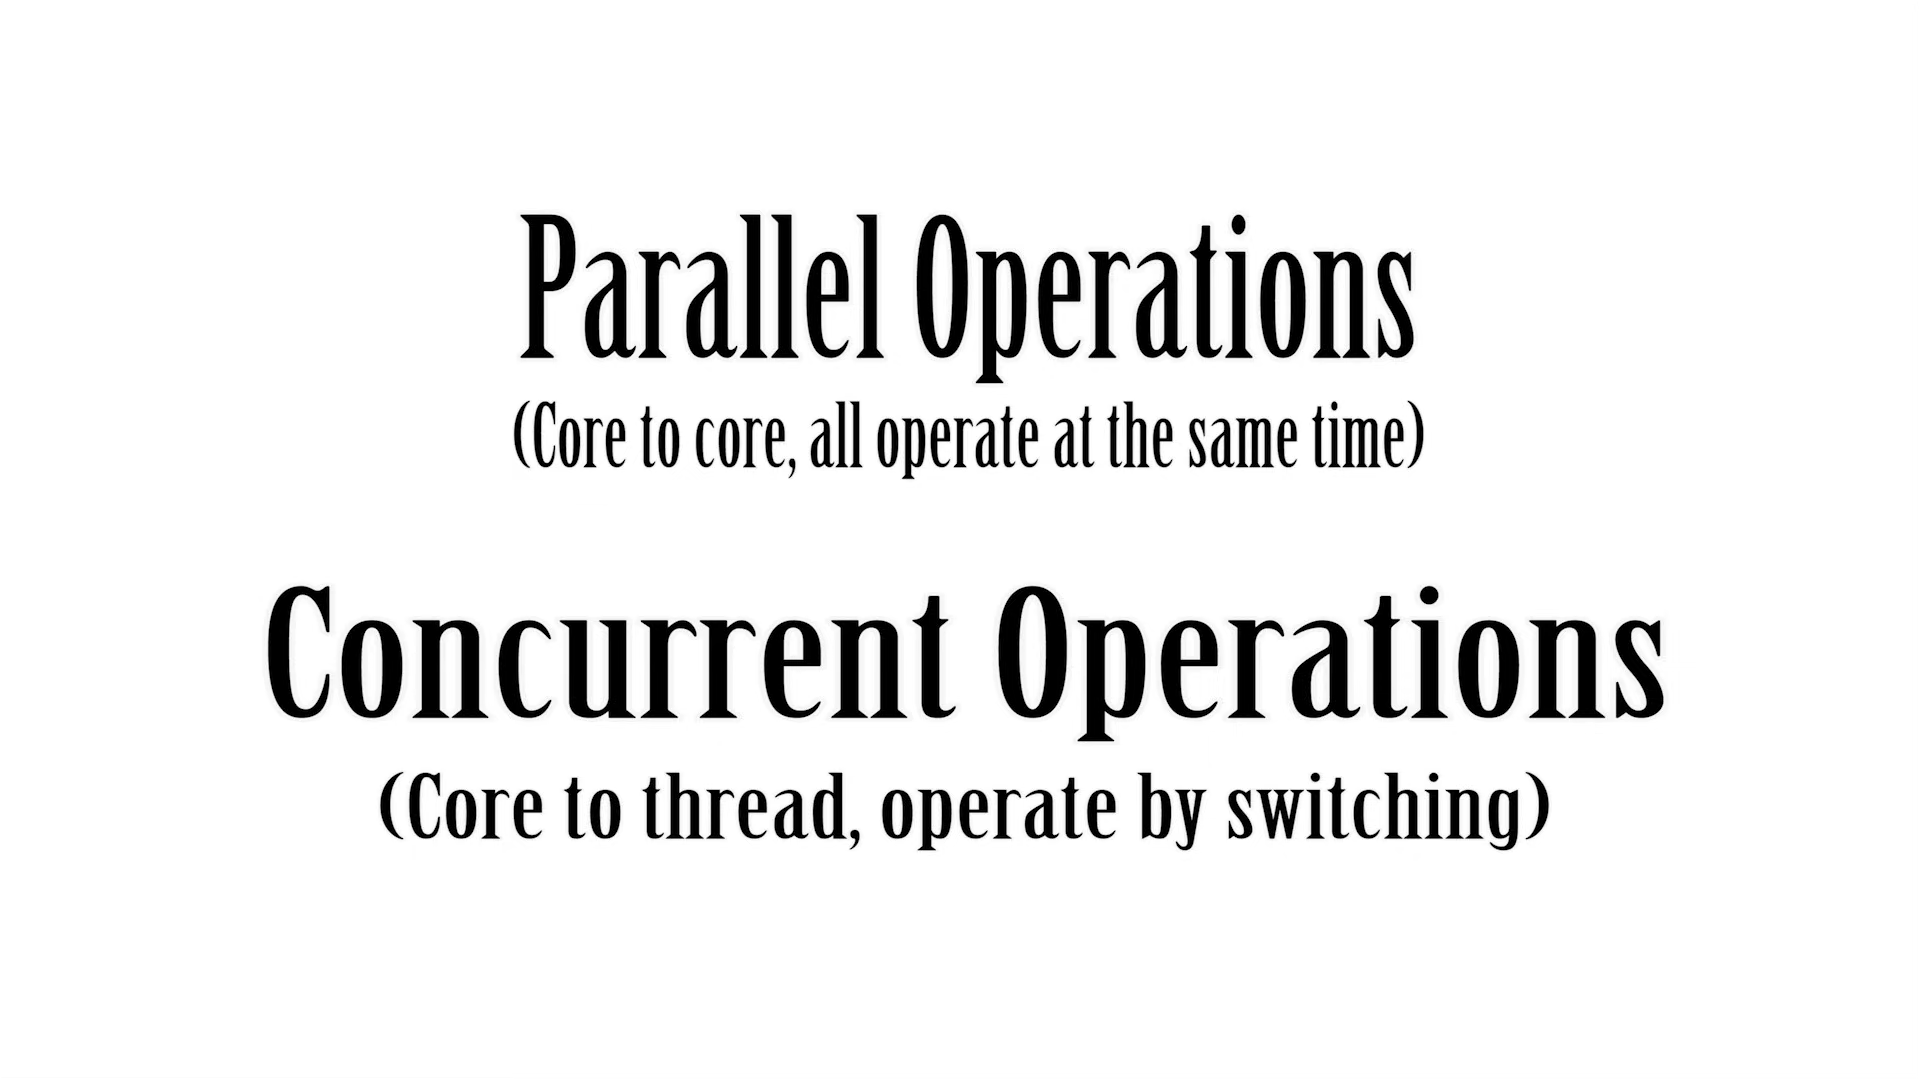 Parallel Operations
(Core to core, all operate at the same time)
Concurrent Operations
(Core to thread, operate by switching)